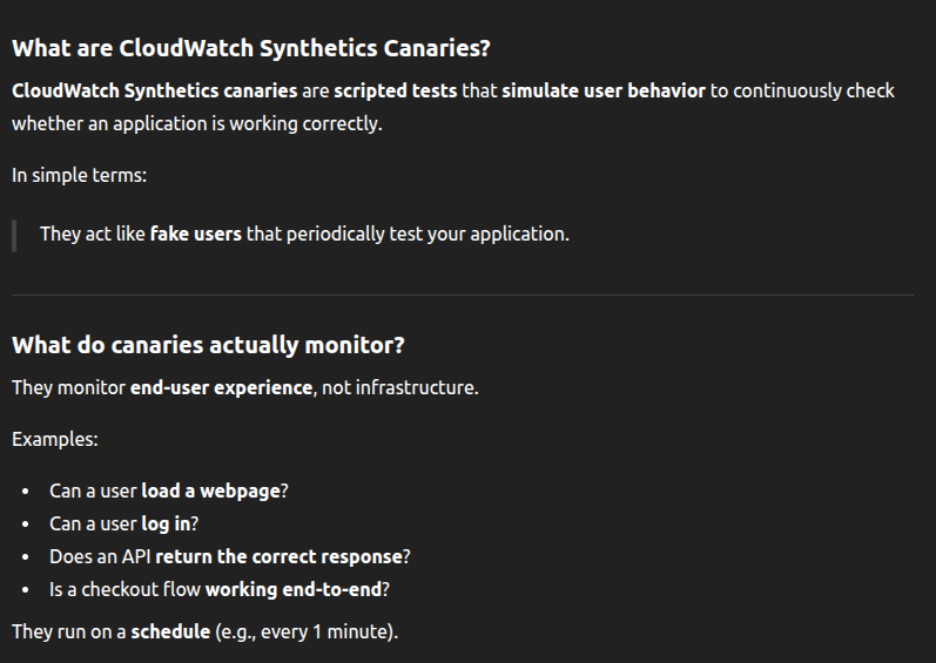 What are CloudWatch Synthetics Canaries?
CloudWatch Synthetics canaries are scripted tests that simulate user behavior to continuously check
whether an application is working correctly.
In simple terms:
They act like fake users that periodically test your application.
What do canaries actually monitor?
They monitor end-user experience, not infrastructure.
Examples:
• Can a user load a webpage?
• Can a user log in?
• Does an API return the correct response?
• Is a checkout flow working end-to-end?
They run on a schedule (e.g., every 1 minute).